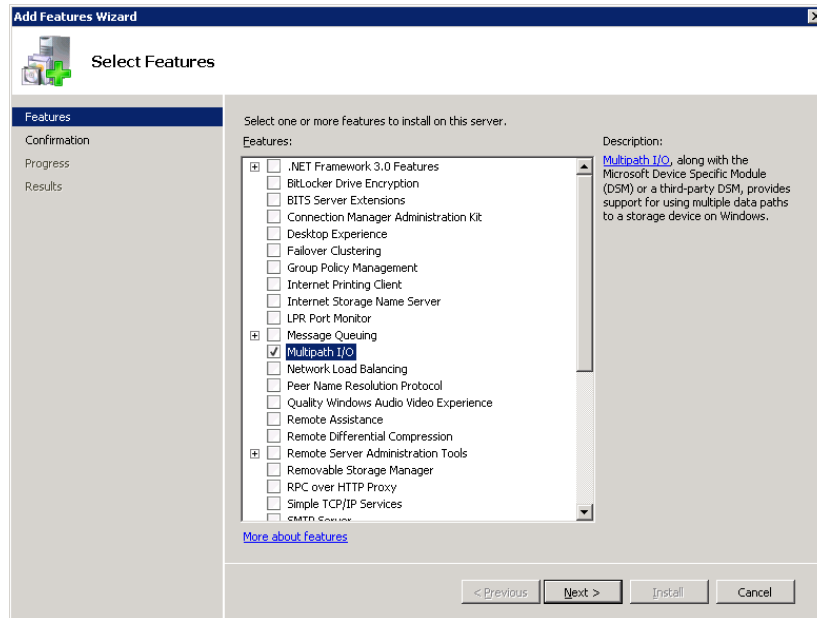 Add Features Wizard
Select Features
Features
Confirmation
Progress
Results
Select one or more features to install on this server.
Features:
.NET Framework 3.0 Features
BitLocker Drive Encryption
BITS Server Extensions
Connection Manager Administration Kit
Desktop Experience
Failover Clustering
Group Policy Management
Internet Printing Client
Internet Storage Name Server
LPR Port Monitor
Message Queuing
Multipath I/O
Network Load Balancing
Peer Name Resolution Protocol
Quality Windows Audio Video Experience
Remote Assistance
Remote Differential Compression
Remote Server Administration Tools
Removable Storage Manager
RPC over HTTP Proxy
Simple TCP/IP Services
SMTP Server
Description:
Multipath I/O, along with the
Microsoft Device Specific Module
(DSM) or a third-party DSM, provides
support for using multiple data paths
to a storage device on Windows.
More about features
< Previous
Next >
Install
Cancel